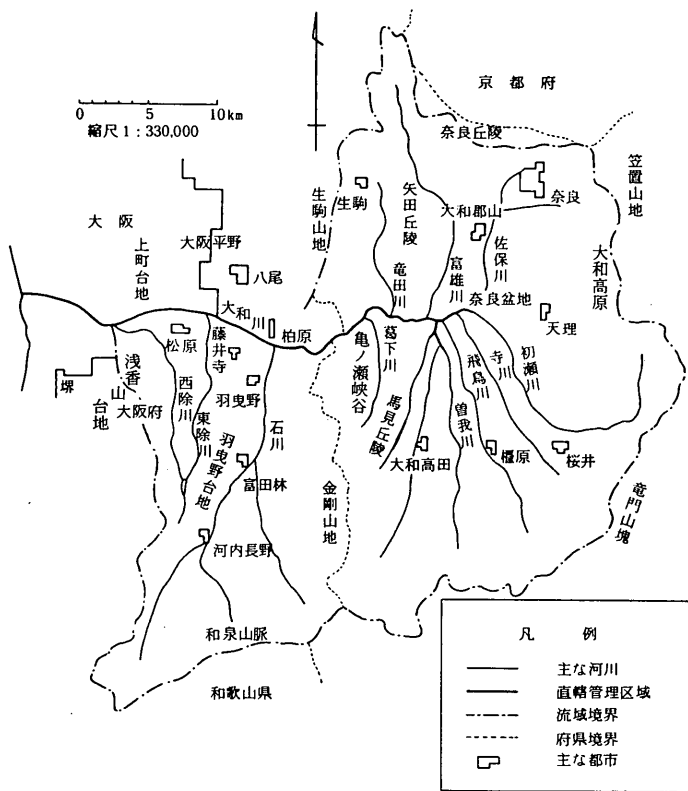 京都府
0 5 10km
縮尺 1：330,000
奈良丘陵
笠置山地
生駒山地
生駒
矢田丘陵
奈良
大和郡山
大阪
上町台地
大阪平野
八尾
佐保川
大和高原
竜田川
富雄川
奈良盆地
天理
大和川
柏原
松原
藤井寺
亀ノ瀬峡谷
葛下川
飛鳥川
寺川
初瀬川
堺
浅香山台地
大阪府
西除川
東除川
羽曳野
石川
馬見丘陵
曽我川
羽曳野台地
大和高田
橿原
桜井
富田林
金剛山地
竜門山塊
河内長野
和泉山脈
和歌山県
凡例
主な河川
直轄管理区域
流域境界
府県境界
主な都市